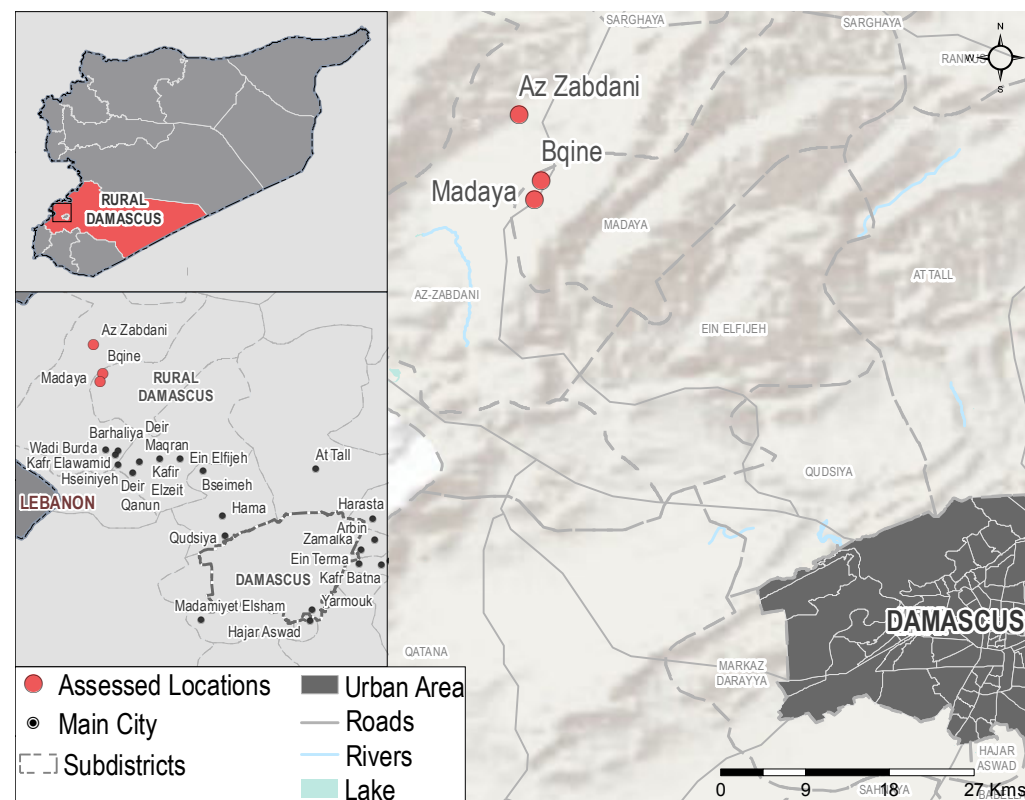 RURAL
DAMASCUS
Az Zabdani
Bqine
Madaya
RURAL
DAMASCUS
Barhaliya
Deir
Maqran
Wadi Burda
Kafr Elawamid
Hseiniyeh
Deir
Qanun
Kafir
Elzeit
Ein Elfijeh
Bseimeh
At Tall
LEBANON
Hama
Harasta
Arbin
Qudsiya
Zamalka
Ein Terma
DAMASCUS
Kafr Batna
Madamiyet Elsham
Yarmouk
Hajar Aswad
Assessed Locations
Main City
Subdistricts
Urban Area
Roads
Rivers
Lake
SARGHAYA
SARGHAYA
N
W
S
Az Zabdani
Bqine
Madaya
MADAYA
AT TALL
AZ-ZABDANI
EIN ELFIJEH
QUDSIYA
DAMASCUS
QATANA
MARKAZ
DARAYYA
HAJAR
ASWAD
0 9 18 27 Kms